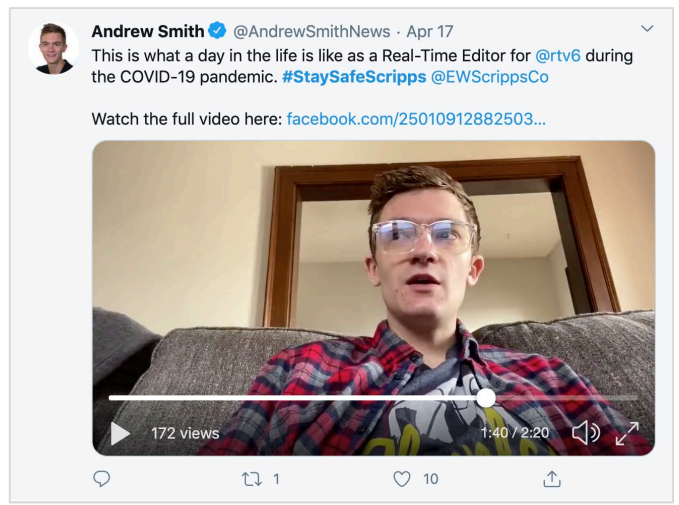 Andrew Smith @AndrewSmithNews · Apr 17
This is what a day in the life is like as a Real-Time Editor for @rtv6 during
the COVID-19 pandemic. #StaySafeScripps @EWScrippsCo
Watch the full video here: facebook.com/25010912882503...
172 views
1:40 / 2:20
1
10